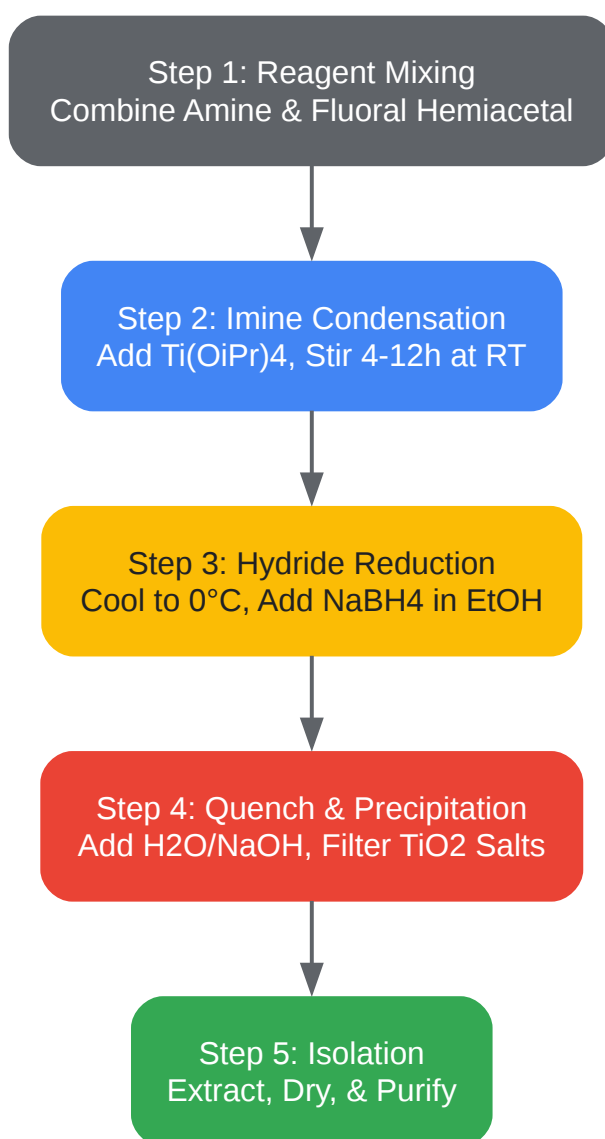 Step 1: Reagent Mixing
Combine Amine & Fluoral Hemiacetal
Step 2: Imine Condensation
Add Ti(OiPr)4, Stir 4-12h at RT
Step 3: Hydride Reduction
Cool to 0°C, Add NaBH4 in EtOH
Step 4: Quench & Precipitation
Add H2O/NaOH, Filter TiO2 Salts
Step 5: Isolation
Extract, Dry, & Purify